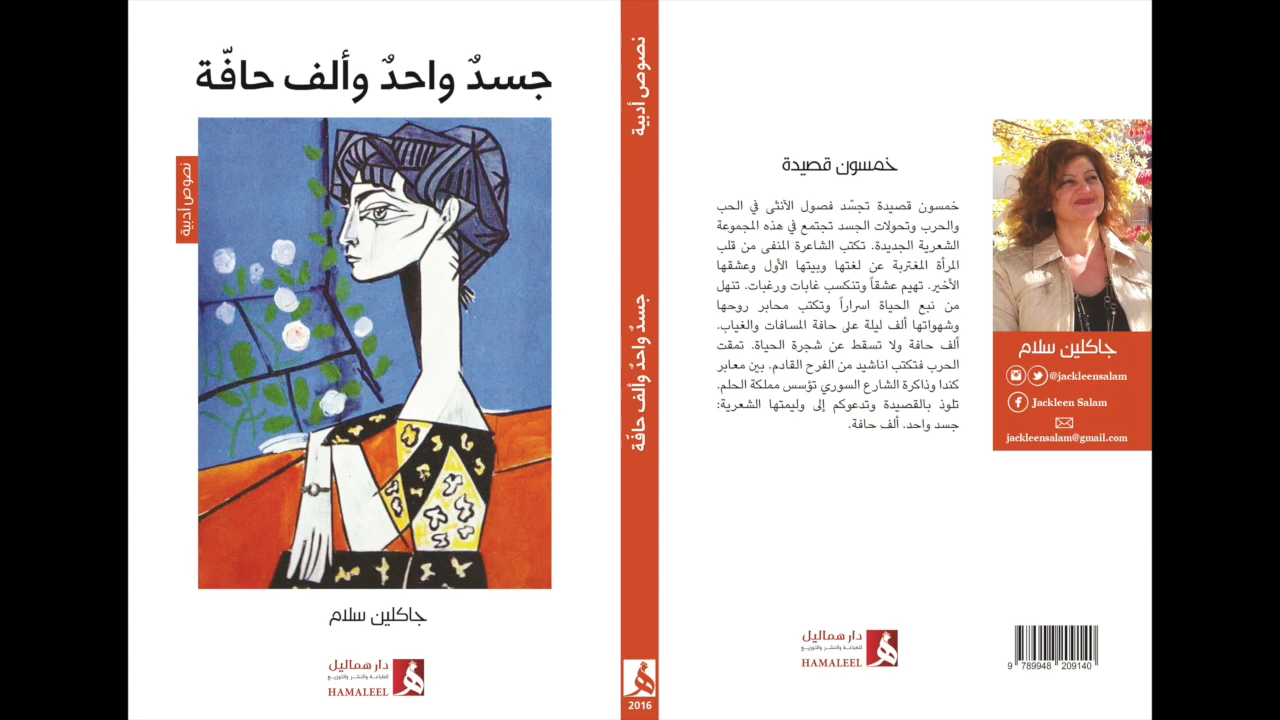 جسدٌ واحدٌ وألف حافّة
نصوص أدبية
جاكلين سلام
دار هماليل
للطباعة والنشر والتوزيع
HAMALEEL
نصوص أدبية
جسدٌ واحدٌ وألف حافّة
2016
خمسون قصيدة
خمسون قصيدة تجسّد فصول الأنثى في الحب
والحرب وتحولات الجسد تجتمع في هذه المجموعة
الشعرية الجديدة. تكتب الشاعرة المنفى من قلب
المرأة المغتربة عن لغتها وبيتها الأول وعشقها
الأخير. تهيم عشقاً وتنكسب غابات ورغبات. تنهل
من نبع الحياة اسراراً وتكتب محابر روحها
وشهواتها ألف ليلة على حافة المسافات والغياب.
ألف حافة ولا تسقط عن شجرة الحياة. تمقت
الحرب فتكتب اناشيد من الفرح القادم. بين معابر
كندا وذاكرة الشارع السوري تؤسس مملكة الحلم.
تلوذ بالقصيدة وتدعوكم إلى وليمتها الشعرية:
جسد واحد. ألف حافة.
جاكلين سلام
@jackleensalam
Jackleen Salam
jackleensalam@gmail.com
دار هماليل
للطباعة والنشر والتوزيع
HAMALEEL
9 789948 209140